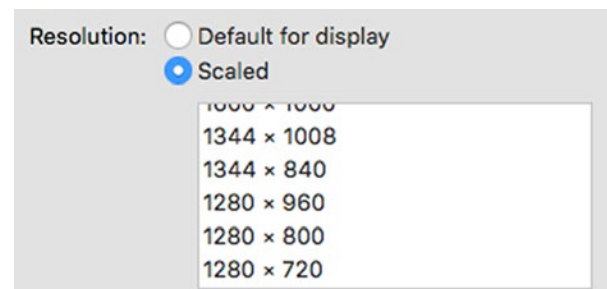 Resolution: Default for display
Scaled
1344 × 1008
1344 × 840
1280 × 960
1280 × 800
1280 × 720